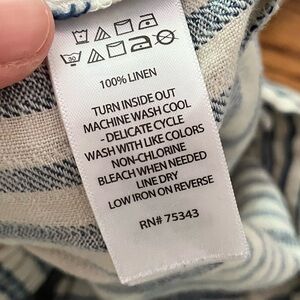 100% LINEN
TURN INSIDE OUT
MACHINE WASH COOL
- DELICATE CYCLE
WASH WITH LIKE COLORS
NON-CHLORINE
BLEACH WHEN NEEDED
LINE DRY
LOW IRON ON REVERSE
RN# 75343